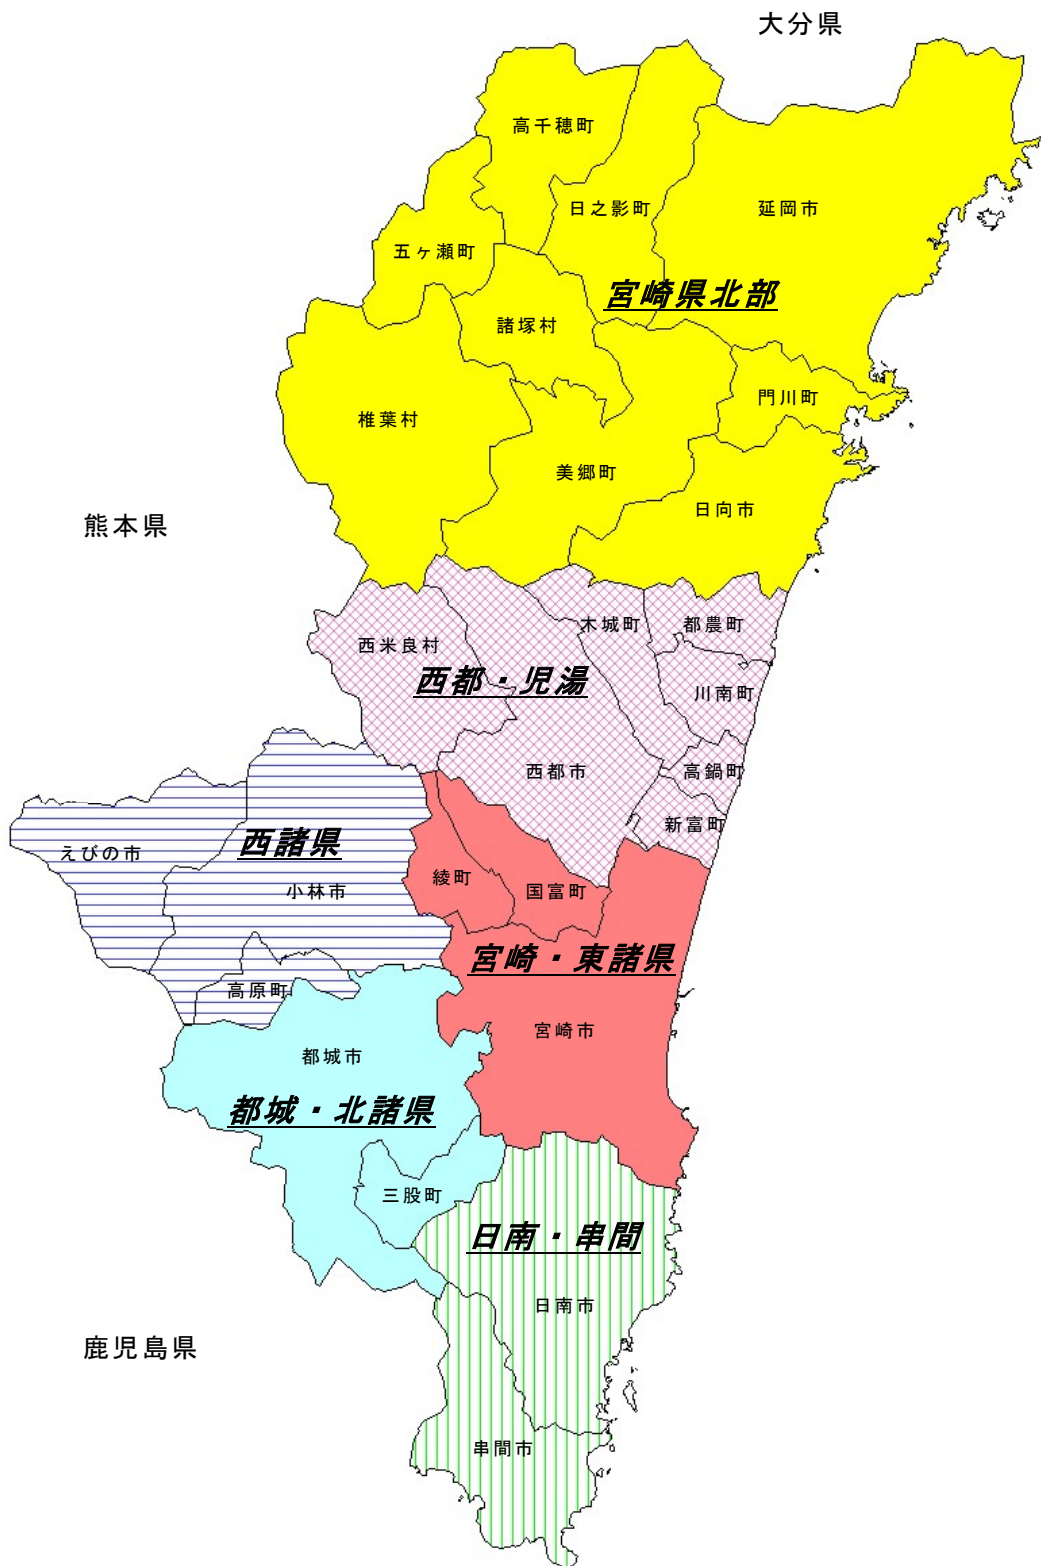 大分県
高千穂町
日之影町
延岡市
五ヶ瀬町
宮崎県北部
諸塚村
門川町
椎葉村
美郷町
日向市
熊本県
木城町
都農町
西米良村
西都・児湯
川南町
西都市
高鍋町
新富町
西諸県
えびの市
小林市
綾町
国富町
宮崎・東諸県
高原町
宮崎市
都城市
都城・北諸県
三股町
日南・串間
日南市
鹿児島県
串間市